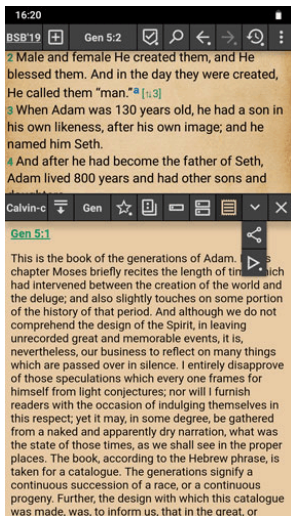 16:20
BSB'19 Gen 5:2
2 Male and female He created them, and He
blessed them. And in the day they were created,
He called them “man.”a [1:3]
3 When Adam was 130 years old, he had a son in
his own likeness, after his own image; and he
named him Seth.
4 And after he had become the father of Seth,
Adam lived 800 years and had other sons and
daughters.
Calvin-c Gen
Gen 5:1
This is the book of the generations of Adam.
chapter Moses briefly recites the length of
had intervened between the creation of the world and
the deluge; and also slightly touches on some portion
of the history of that period. And although we do not
comprehend the design of the Spirit, in leaving
unrecorded great and memorable events, it is,
nevertheless, our business to reflect on many things
which are passed over in silence. I entirely disapprove
of those speculations which every one frames for
himself from light conjectures; nor will I furnish
readers with the occasion of indulging themselves in
this respect; yet it may, in some degree, be gathered
from a naked and apparently dry narration, what was
the state of those times, as we shall see in the proper
places. The book, according to the Hebrew phrase, is
taken for a catalogue. The generations signify a
continuous succession of a race, or a continuous
progeny. Further, the design with which this catalogue
was made, was, to inform us, that in the great, or